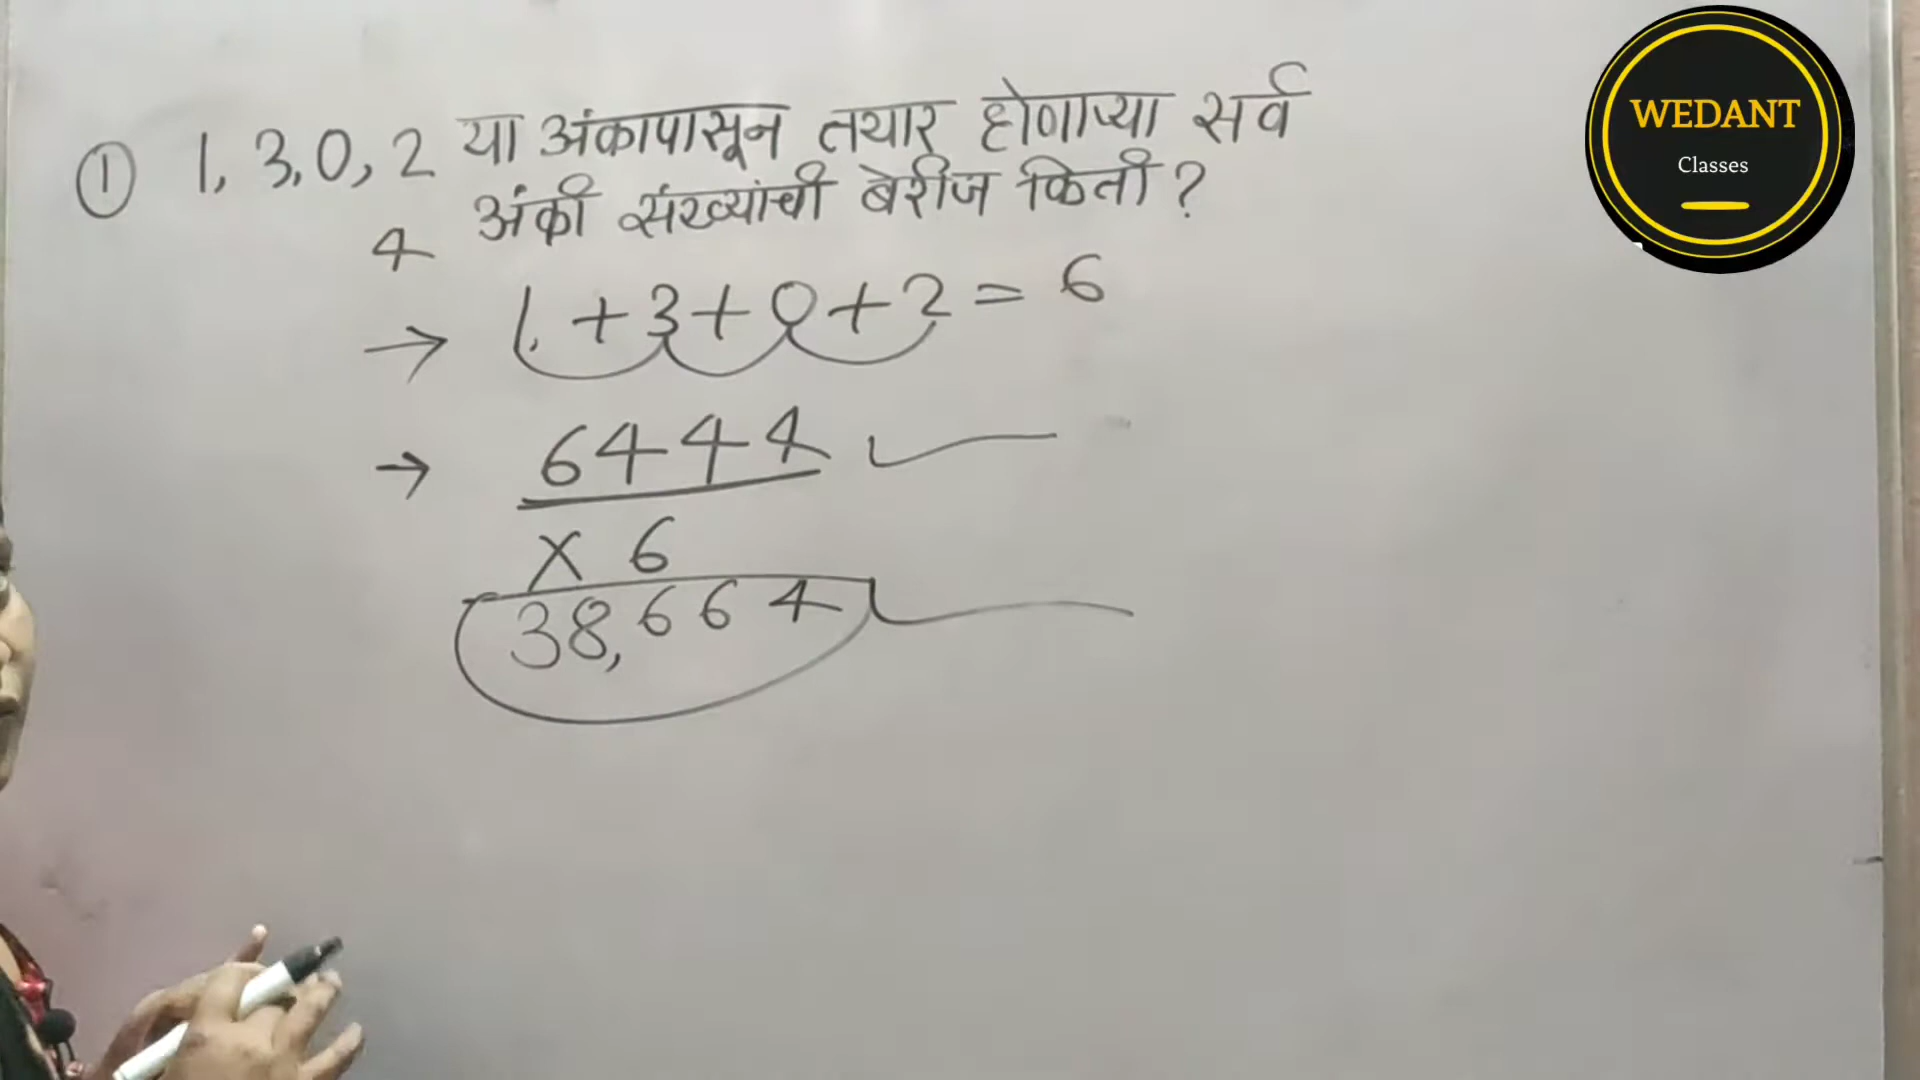 ① 1, 3, 0, 2 या अंकापासून तयार होणाऱ्या सर्व
4 अंकी संख्यांची बेरीज किती?
→ 1 + 3 + 0 + 2 = 6
→ 6444
× 6
38,664
WEDANT
Classes